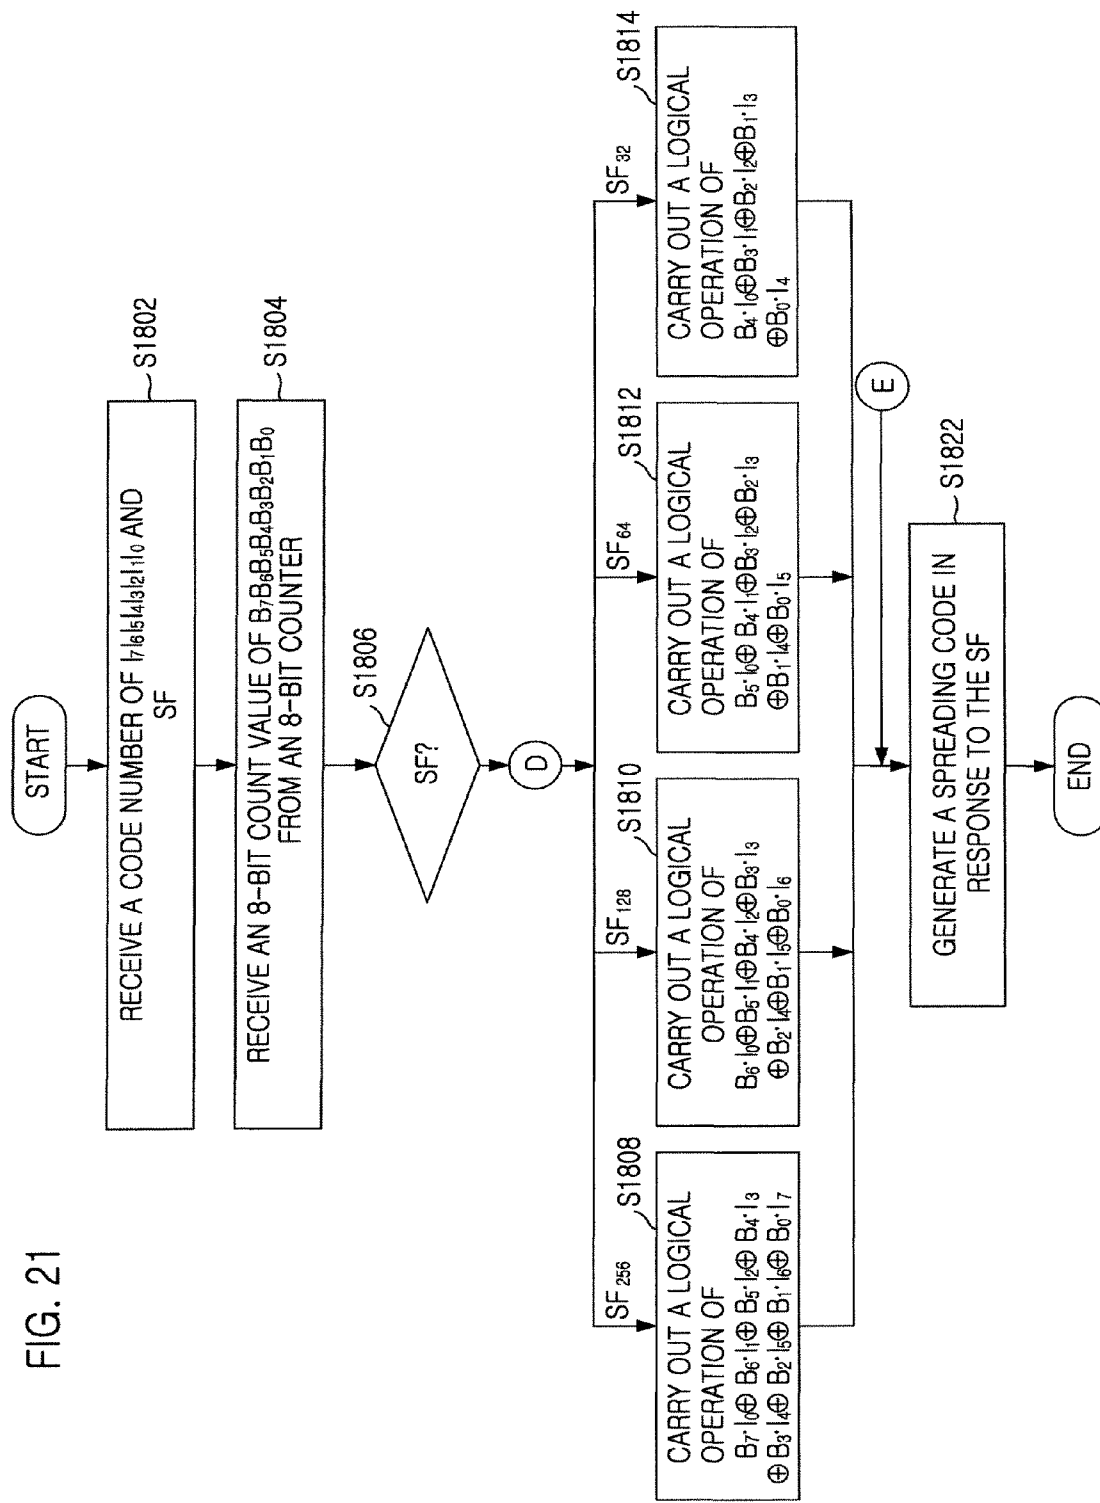 FIG. 21
START
S1802
RECEIVE A CODE NUMBER OF I₇I₆I₅I₄I₃I₂I₁I₀ AND
SF
S1804
RECEIVE AN 8-BIT COUNT VALUE OF B₇B₆B₅B₄B₃B₂B₁B₀
FROM AN 8-BIT COUNTER
S1806
SF?
D
SF₂₅₆
S1808
CARRY OUT A LOGICAL
OPERATION OF
B₇·I₀⊕B₆·I₁⊕B₅·I₂⊕B₄·I₃
⊕B₃·I₄⊕B₂·I₅⊕B₁·I₆⊕B₀·I₇
SF₁₂₈
S1810
CARRY OUT A LOGICAL
OPERATION OF
B₆·I₀⊕B₅·I₁⊕B₄·I₂⊕B₃·I₃
⊕B₂·I₄⊕B₁·I₅⊕B₀·I₆
SF₆₄
S1812
CARRY OUT A LOGICAL
OPERATION OF
B₅·I₀⊕B₄·I₁⊕B₃·I₂⊕B₂·I₃
⊕B₁·I₄⊕B₀·I₅
SF₃₂
S1814
CARRY OUT A LOGICAL
OPERATION OF
B₄·I₀⊕B₃·I₁⊕B₂·I₂⊕B₁·I₃
⊕B₀·I₄
E
S1822
GENERATE A SPREADING CODE IN
RESPONSE TO THE SF
END